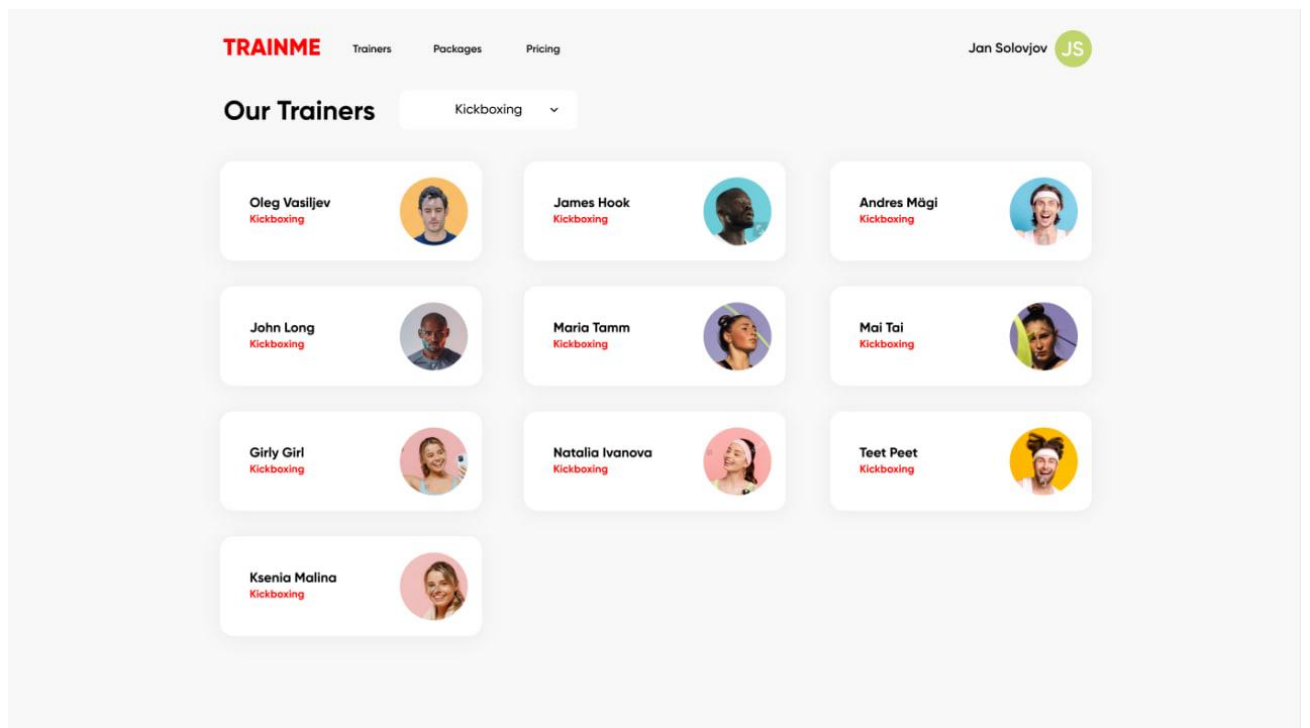 TRAINME Trainers Packages Pricing Jan Solovjov JS
Our Trainers Kickboxing
Oleg Vasiljev
Kickboxing
James Hook
Kickboxing
Andres Mägi
Kickboxing
John Long
Kickboxing
Maria Tamm
Kickboxing
Mai Tai
Kickboxing
Girly Girl
Kickboxing
Natalia Ivanova
Kickboxing
Teet Peet
Kickboxing
Ksenia Malina
Kickboxing